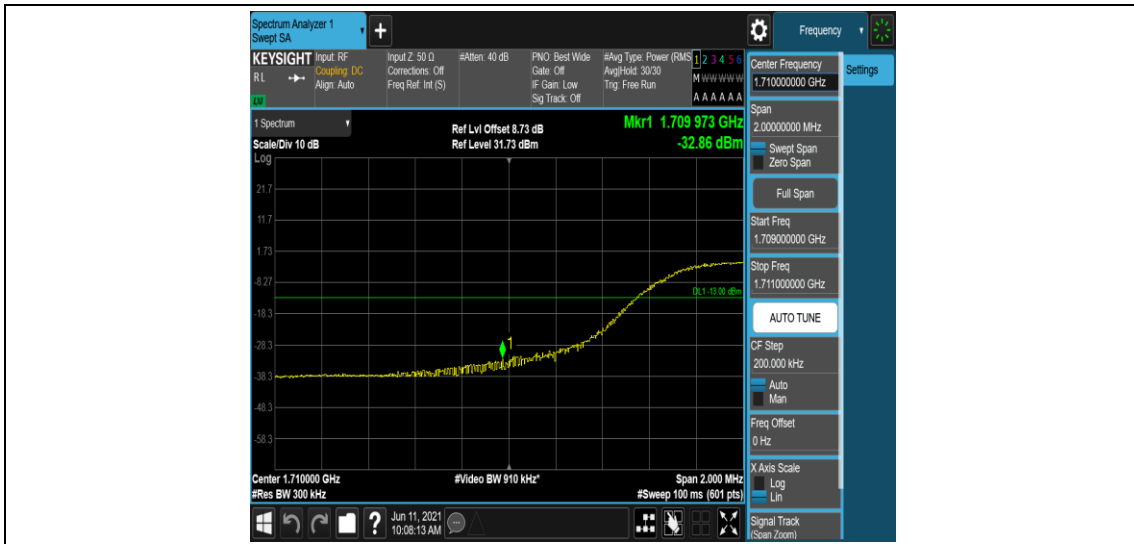 Spectrum Analyzer 1
Swept SA
+
Frequency
KEYSIGHT
RL
LXI
Input: RF
Coupling: DC
Align: Auto
Input Z: 50 Ω
Corrections: Off
Freq Ref: Int (S)
#Atten: 40 dB
PNO: Best Wide
Gate: Off
IF Gain: Low
Sig Track: Off
#Avg Type: Power (RMS
Avg|Hold: 30/30
Trig: Free Run
1 2 3 4 5 6
M W W W W W
A A A A A A
1 Spectrum
Scale/Div 10 dB
Log
Ref Lvl Offset 8.73 dB
Ref Level 31.73 dBm
Mkr1 1.709 973 GHz
-32.86 dBm
21.7
11.7
1.73
-8.27
-18.3
-28.3
-38.3
-48.3
-58.3
DL1 -13.00 dBm
1
Center 1.710000 GHz
#Res BW 300 kHz
#Video BW 910 kHz*
Span 2.000 MHz
#Sweep 100 ms (601 pts)
?
Jun 11, 2021
10:08:13 AM
Center Frequency
1.710000000 GHz
Settings
Span
2.00000000 MHz
Swept Span
Zero Span
Full Span
Start Freq
1.709000000 GHz
Stop Freq
1.711000000 GHz
AUTO TUNE
CF Step
200.000 kHz
Auto
Man
Freq Offset
0 Hz
X Axis Scale
Log
Lin
Signal Track
(Span Zoom)